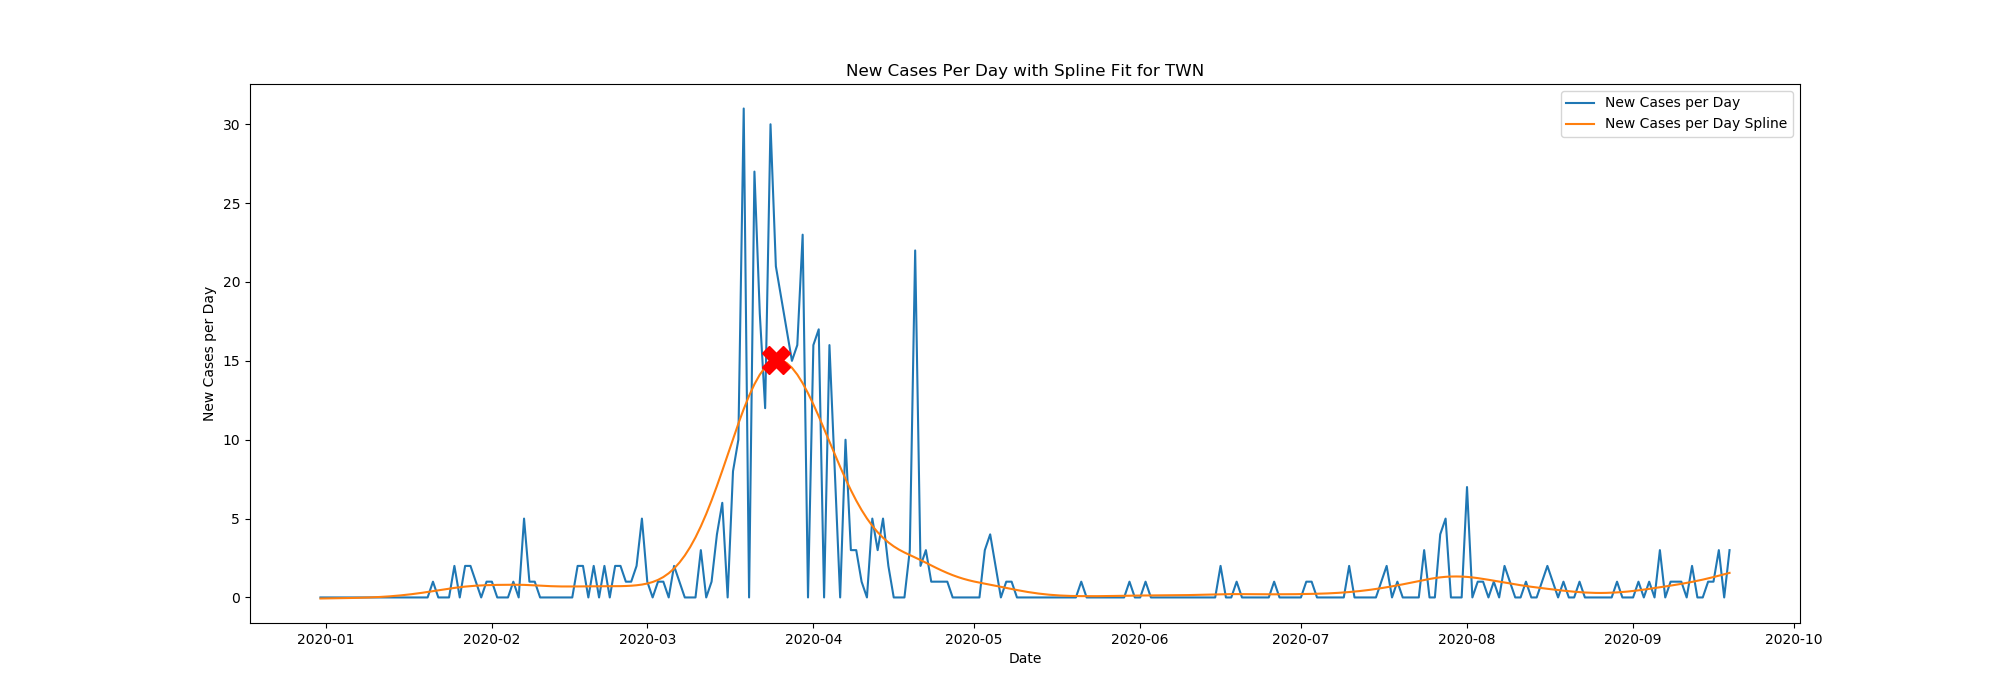 New Cases Per Day with Spline Fit for TWN
New Cases per Day
New Cases per Day Spline
30
25
20
15
10
5
0
New Cases per Day
2020-01 2020-02 2020-03 2020-04 2020-05 2020-06 2020-07 2020-08 2020-09 2020-10
Date